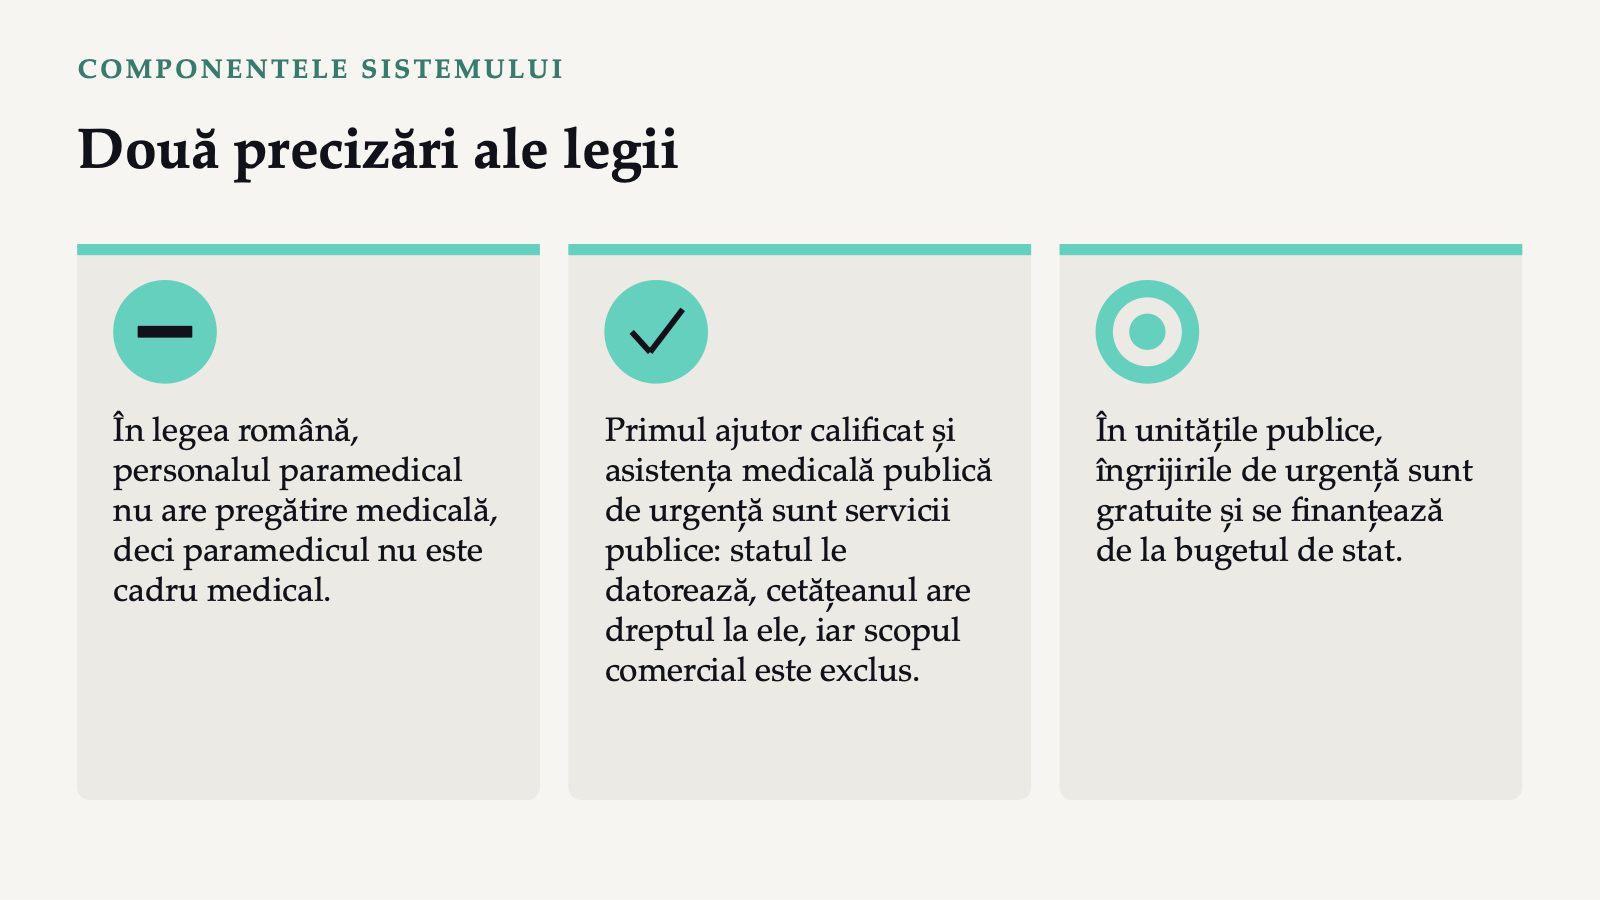 COMPONENTELE SISTEMULUI
Două precizări ale legii
În legea română,
personalul paramedical
nu are pregătire medicală,
deci paramedicul nu este
cadru medical.
Primul ajutor calificat și
asistența medicală publică
de urgență sunt servicii
publice: statul le
datorează, cetățeanul are
dreptul la ele, iar scopul
comercial este exclus.
În unitățile publice,
îngrijirile de urgență sunt
gratuite și se finanțează
de la bugetul de stat.